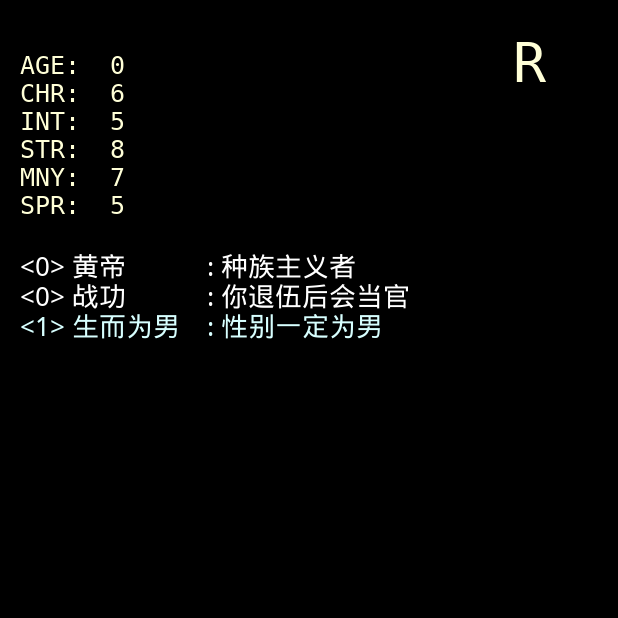 R
AGE: 0
CHR: 6
INT: 5
STR: 8
MNY: 7
SPR: 5
<0> 黄帝 : 种族主义者
<0> 战功 : 你退伍后会当官
<1> 生而为男 : 性别一定为男